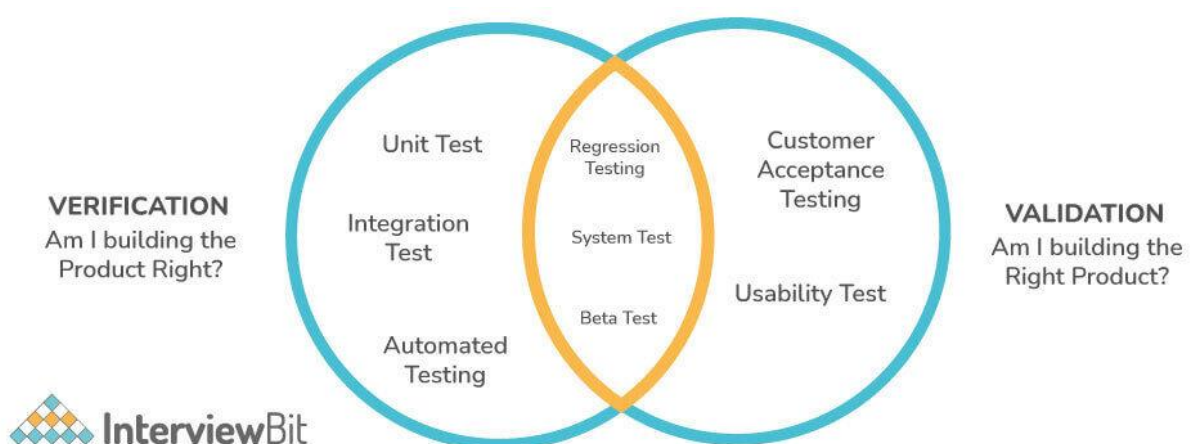 VERIFICATION
Am I building the
Product Right?
Unit Test
Integration
Test
Automated
Testing
Regression
Testing
System Test
Beta Test
Customer
Acceptance
Testing
Usability Test
VALIDATION
Am I building the
Right Product?
InterviewBit